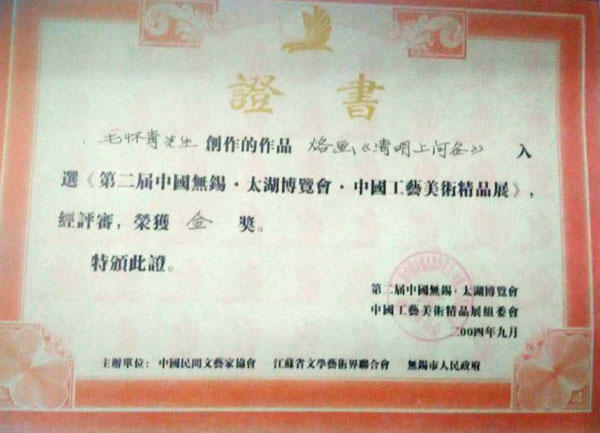 證書
毛怀青先生 創作的作品 烙画《清明上河图》 入
選《第二屆中國無錫·太湖博覽會·中國工藝美術精品展》,
經評審,榮獲 金 獎。
特頒此證。
第二屆中國無錫·太湖博覽會
中國工藝美術精品展組委會
二00四年九月
主辦單位: 中國民間文藝家協會 江蘇省文學藝術界聯合會 無錫市人民政府